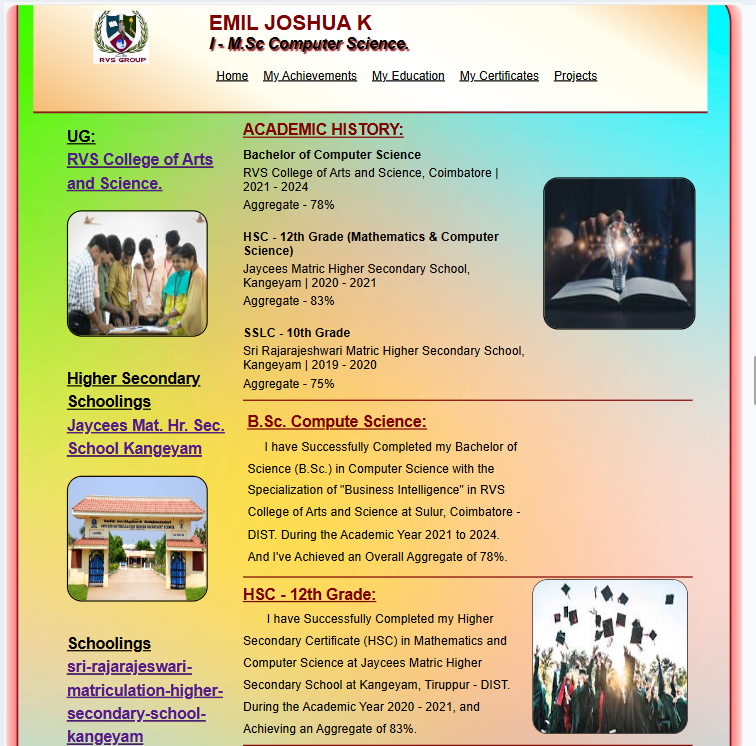 RVS GROUP
EMIL JOSHUA K
I - M.Sc Computer Science.
Home My Achievements My Education My Certificates Projects
UG:
RVS College of Arts
and Science.
Higher Secondary
Schoolings
Jaycees Mat. Hr. Sec.
School Kangeyam
Schoolings
sri-rajarajeswari-
matriculation-higher-
secondary-school-
kangeyam
ACADEMIC HISTORY:
Bachelor of Computer Science
RVS College of Arts and Science, Coimbatore |
2021 - 2024
Aggregate - 78%
HSC - 12th Grade (Mathematics & Computer
Science)
Jaycees Matric Higher Secondary School,
Kangeyam | 2020 - 2021
Aggregate - 83%
SSLC - 10th Grade
Sri Rajarajeshwari Matric Higher Secondary School,
Kangeyam | 2019 - 2020
Aggregate - 75%
B.Sc. Compute Science:
I have Successfully Completed my Bachelor of
Science (B.Sc.) in Computer Science with the
Specialization of "Business Intelligence" in RVS
College of Arts and Science at Sulur, Coimbatore -
DIST. During the Academic Year 2021 to 2024.
And I've Achieved an Overall Aggregate of 78%.
HSC - 12th Grade:
I have Successfully Completed my Higher
Secondary Certificate (HSC) in Mathematics and
Computer Science at Jaycees Matric Higher
Secondary School at Kangeyam, Tiruppur - DIST.
During the Academic Year 2020 - 2021, and
Achieving an Aggregate of 83%.